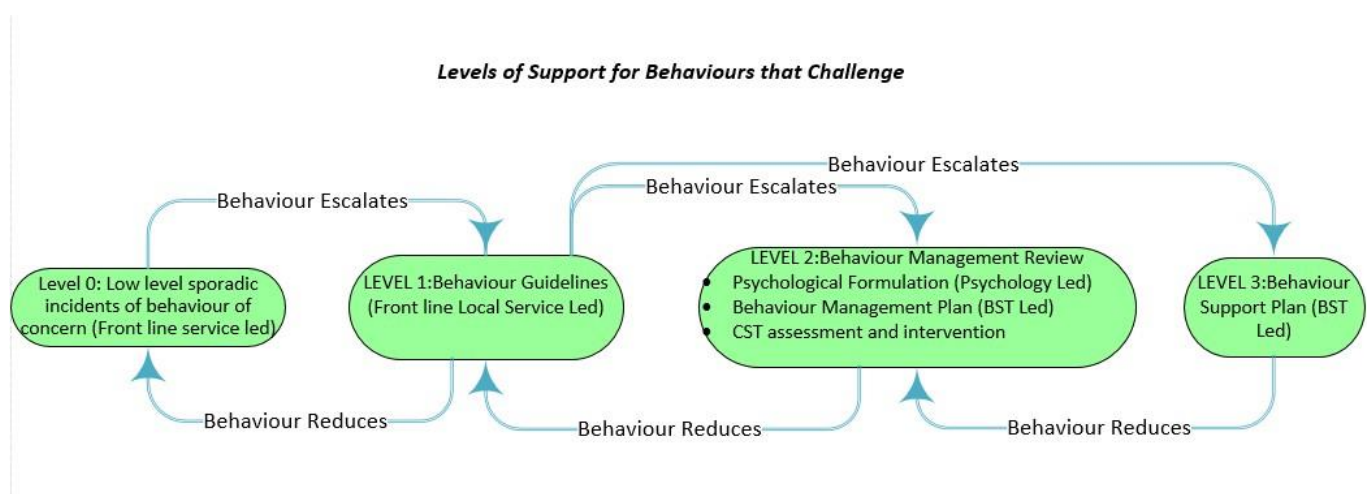 Levels of Support for Behaviours that Challenge
Behaviour Escalates
Behaviour Escalates
Behaviour Escalates
Level 0: Low level sporadic
incidents of behaviour of
concern (Front line service led)
LEVEL 1:Behaviour Guidelines
(Front line Local Service Led)
LEVEL 2:Behaviour Management Review
• Psychological Formulation (Psychology Led)
• Behaviour Management Plan (BST Led)
• CST assessment and intervention
LEVEL 3:Behaviour
Support Plan (BST
Led)
Behaviour Reduces
Behaviour Reduces
Behaviour Reduces